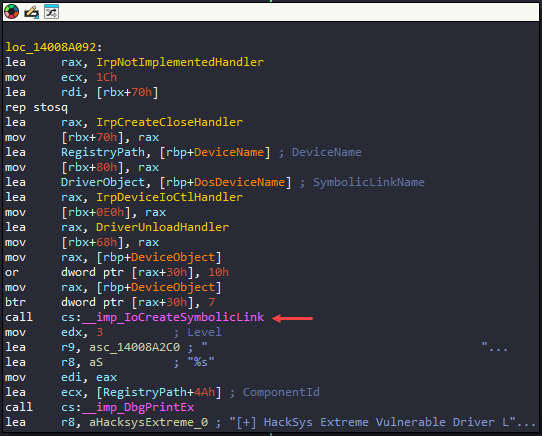 loc_14008A092:
lea rax, IrpNotImplementedHandler
mov ecx, 1Ch
lea rdi, [rbx+70h]
rep stosq
lea rax, IrpCreateCloseHandler
mov [rbx+70h], rax
lea RegistryPath, [rbp+DeviceName] ; DeviceName
mov [rbx+80h], rax
lea DriverObject, [rbp+DosDeviceName] ; SymbolicLinkName
lea rax, IrpDeviceIoCtlHandler
mov [rbx+0E0h], rax
lea rax, DriverUnloadHandler
mov [rbx+68h], rax
mov rax, [rbp+DeviceObject]
or dword ptr [rax+30h], 10h
mov rax, [rbp+DeviceObject]
btr dword ptr [rax+30h], 7
call cs:__imp_IoCreateSymbolicLink
mov edx, 3 ; Level
lea r9, asc_14008A2C0 ; " "...
lea r8, aS ; "%s"
mov edi, eax
lea ecx, [RegistryPath+4Ah] ; ComponentId
call cs:__imp_DbgPrintEx
lea r8, aHacksysExtreme_0 ; "[+] HackSys Extreme Vulnerable Driver L"...